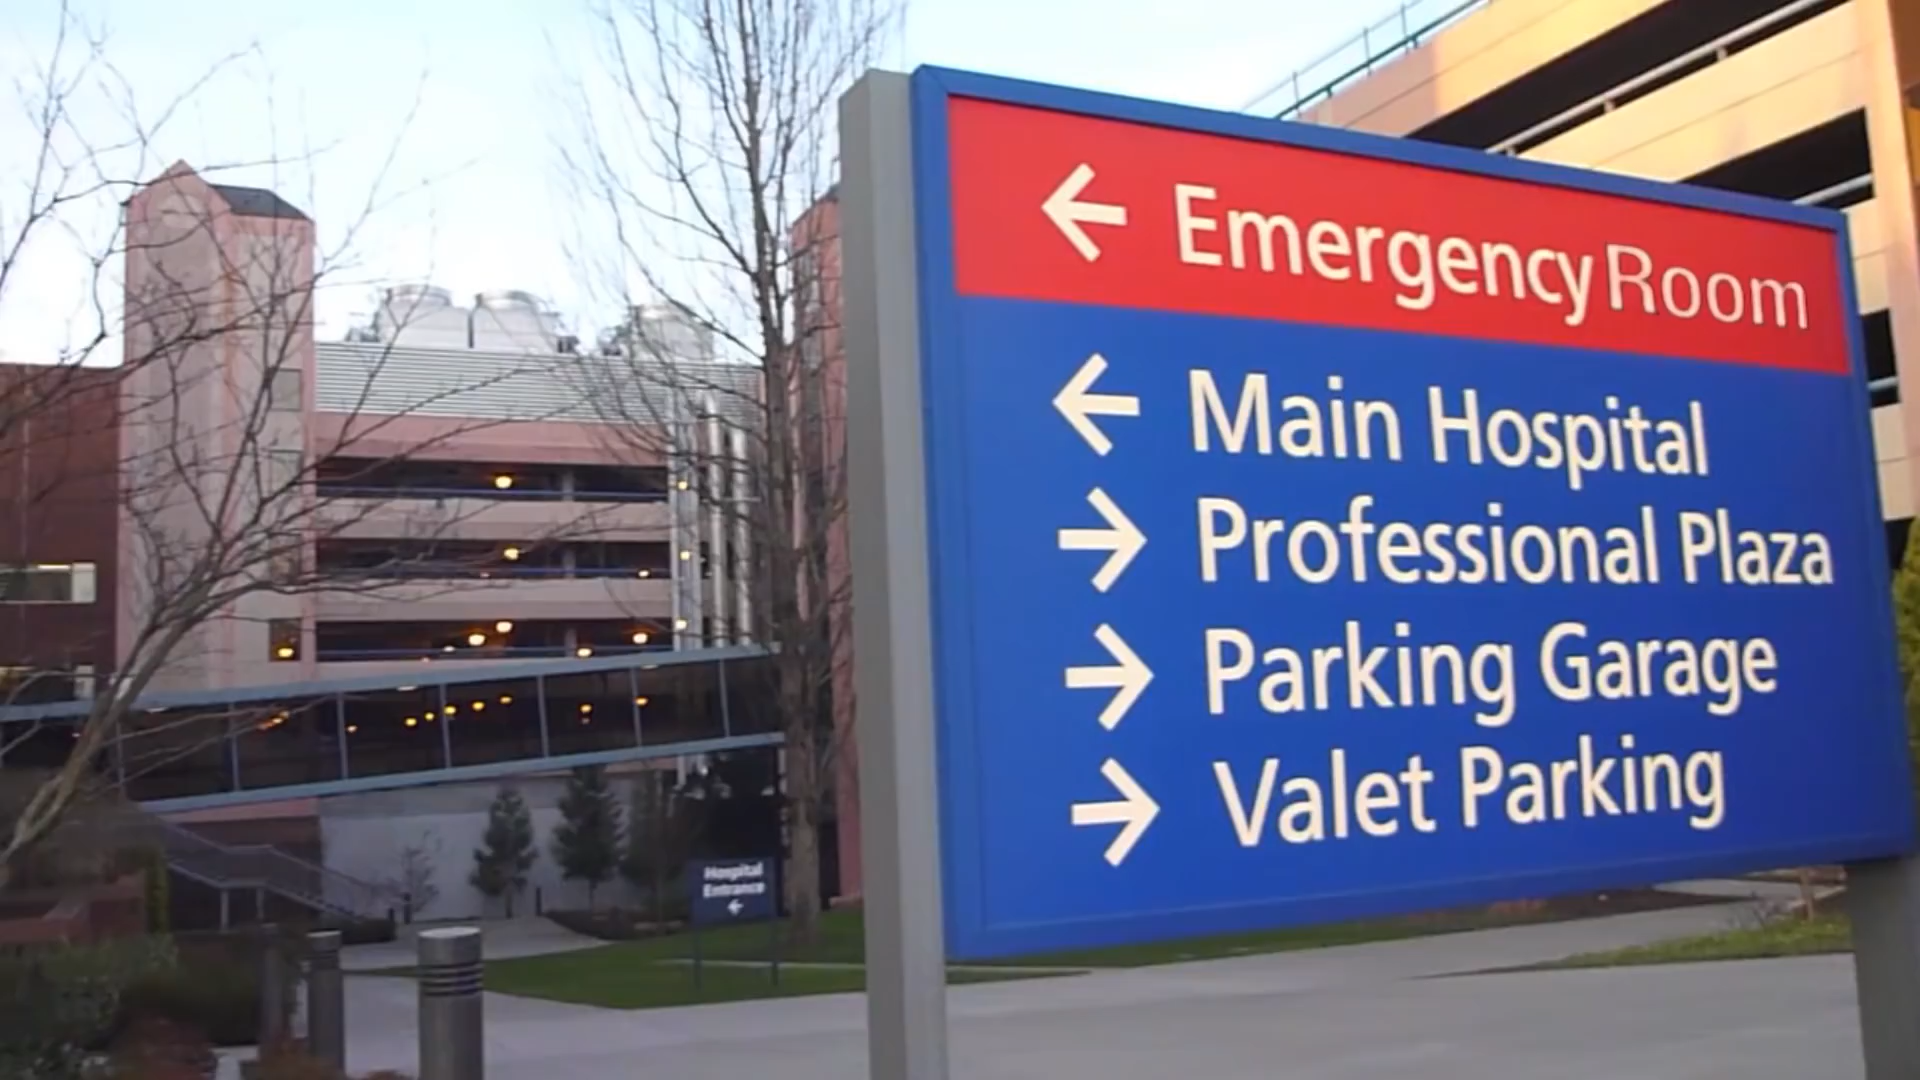 ← Emergency Room
← Main Hospital
→ Professional Plaza
→ Parking Garage
→ Valet Parking
Hospital
Entrance
←